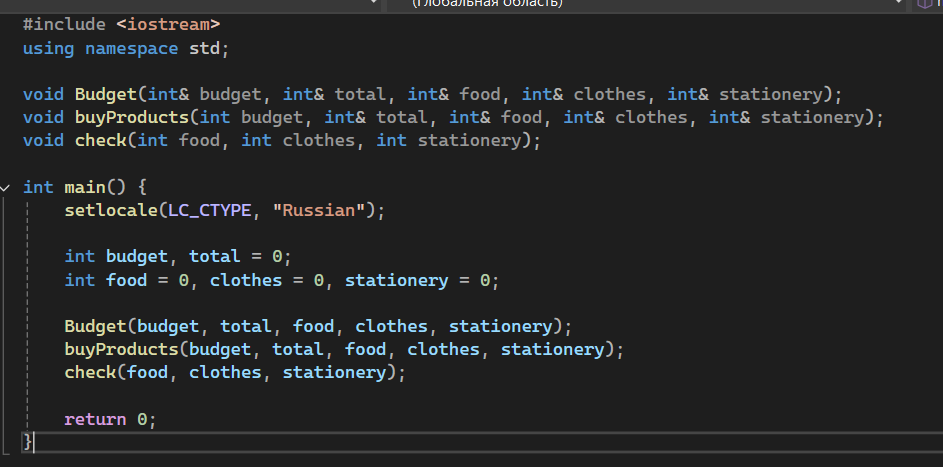 (Глобальная область)
#include <iostream>
using namespace std;
void Budget(int& budget, int& total, int& food, int& clothes, int& stationery);
void buyProducts(int budget, int& total, int& food, int& clothes, int& stationery);
void check(int food, int clothes, int stationery);
int main() {
setlocale(LC_CTYPE, "Russian");
int budget, total = 0;
int food = 0, clothes = 0, stationery = 0;
Budget(budget, total, food, clothes, stationery);
buyProducts(budget, total, food, clothes, stationery);
check(food, clothes, stationery);
return 0;
}